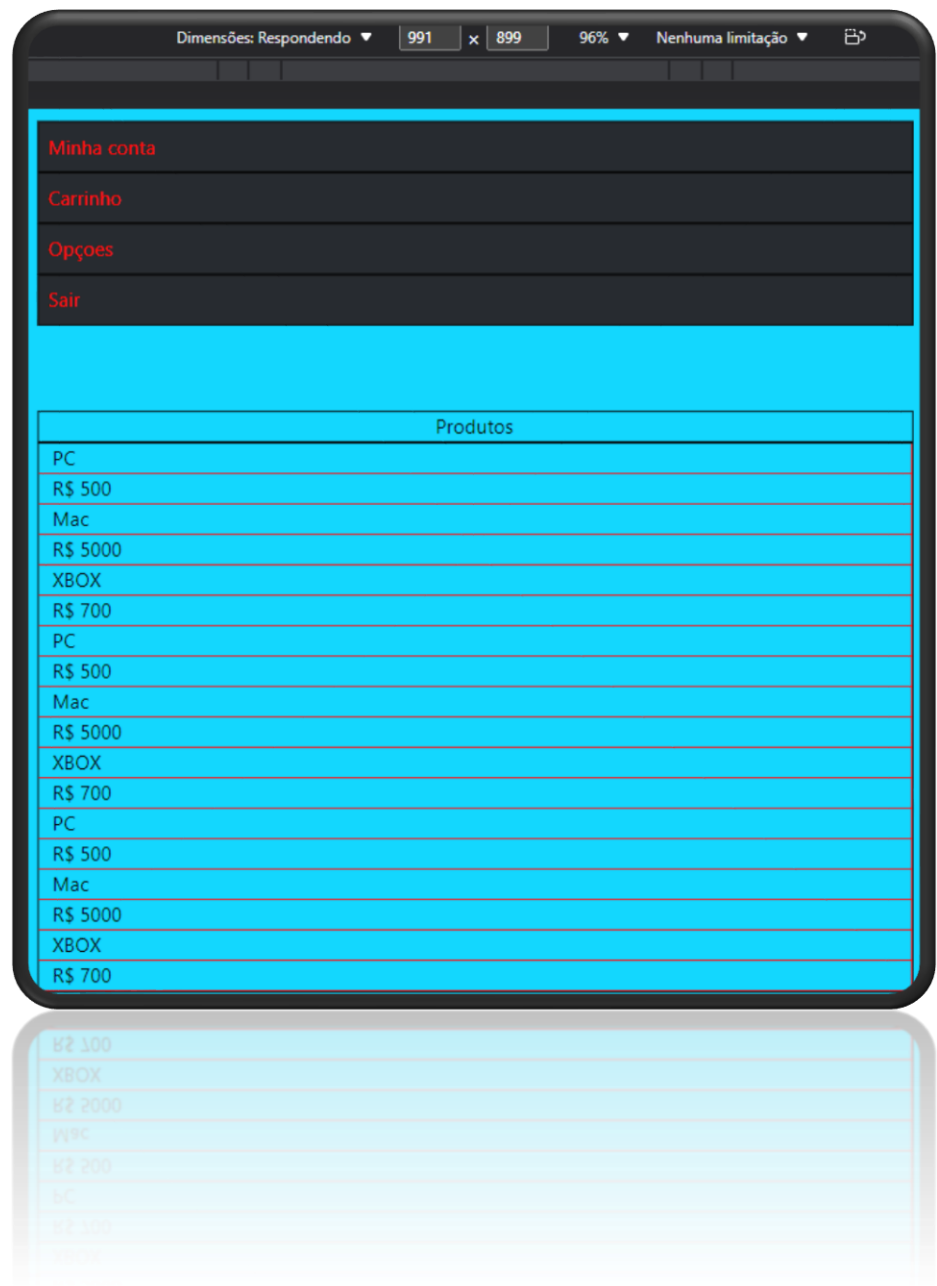 Dimensões: Respondendo ▼ 991 x 899 96% ▼ Nenhuma limitação ▼
Minha conta
Carrinho
Opçoes
Sair
Produtos
PC
R$ 500
Mac
R$ 5000
XBOX
R$ 700
PC
R$ 500
Mac
R$ 5000
XBOX
R$ 700
PC
R$ 500
Mac
R$ 5000
XBOX
R$ 700